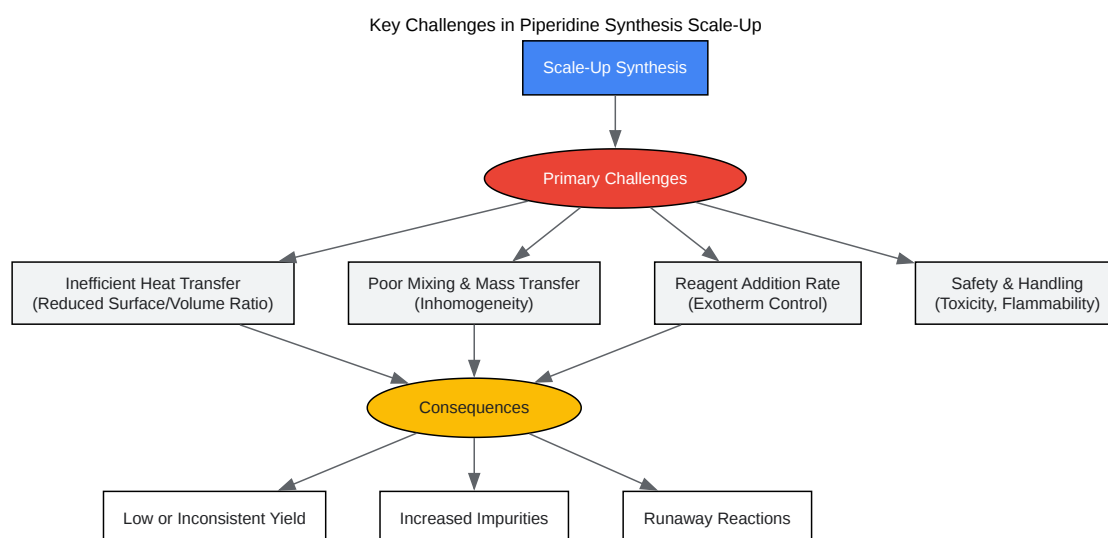 Key Challenges in Piperidine Synthesis Scale-Up
Scale-Up Synthesis
Primary Challenges
Inefficient Heat Transfer
(Reduced Surface/Volume Ratio)
Poor Mixing & Mass Transfer
(Inhomogeneity)
Reagent Addition Rate
(Exotherm Control)
Safety & Handling
(Toxicity, Flammability)
Consequences
Low or Inconsistent Yield
Increased Impurities
Runaway Reactions